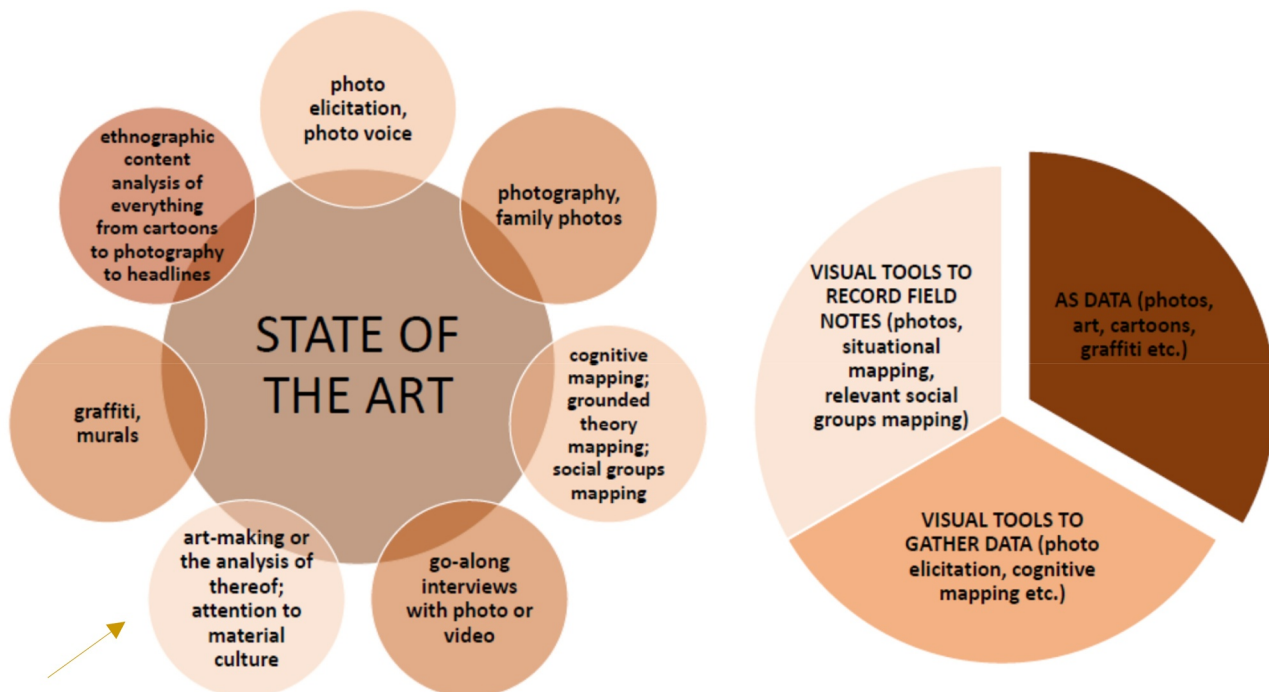 photo
elicitation,
photo voice
photography,
family photos
cognitive
mapping;
grounded
theory
mapping;
social groups
mapping
go-along
interviews
with photo or
video
art-making or
the analysis of
thereof;
attention to
material
culture
graffiti,
murals
ethnographic
content
analysis of
everything
from cartoons
to photography
to headlines
STATE OF
THE ART
VISUAL TOOLS TO
RECORD FIELD
NOTES (photos,
situational
mapping,
relevant social
groups mapping)
AS DATA (photos,
art, cartoons,
graffiti etc.)
VISUAL TOOLS TO
GATHER DATA (photo
elicitation, cognitive
mapping etc.)